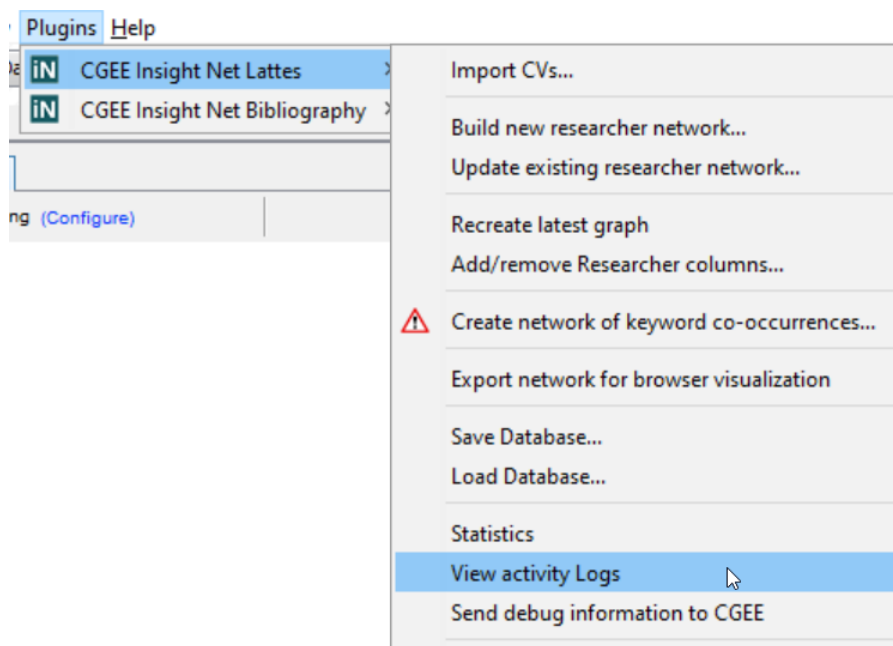 Plugins Help
iN CGEE Insight Net Lattes
iN CGEE Insight Net Bibliography
(Configure)
Import CVs...
Build new researcher network...
Update existing researcher network...
Recreate latest graph
Add/remove Researcher columns...
Create network of keyword co-occurrences...
Export network for browser visualization
Save Database...
Load Database...
Statistics
View activity Logs
Send debug information to CGEE